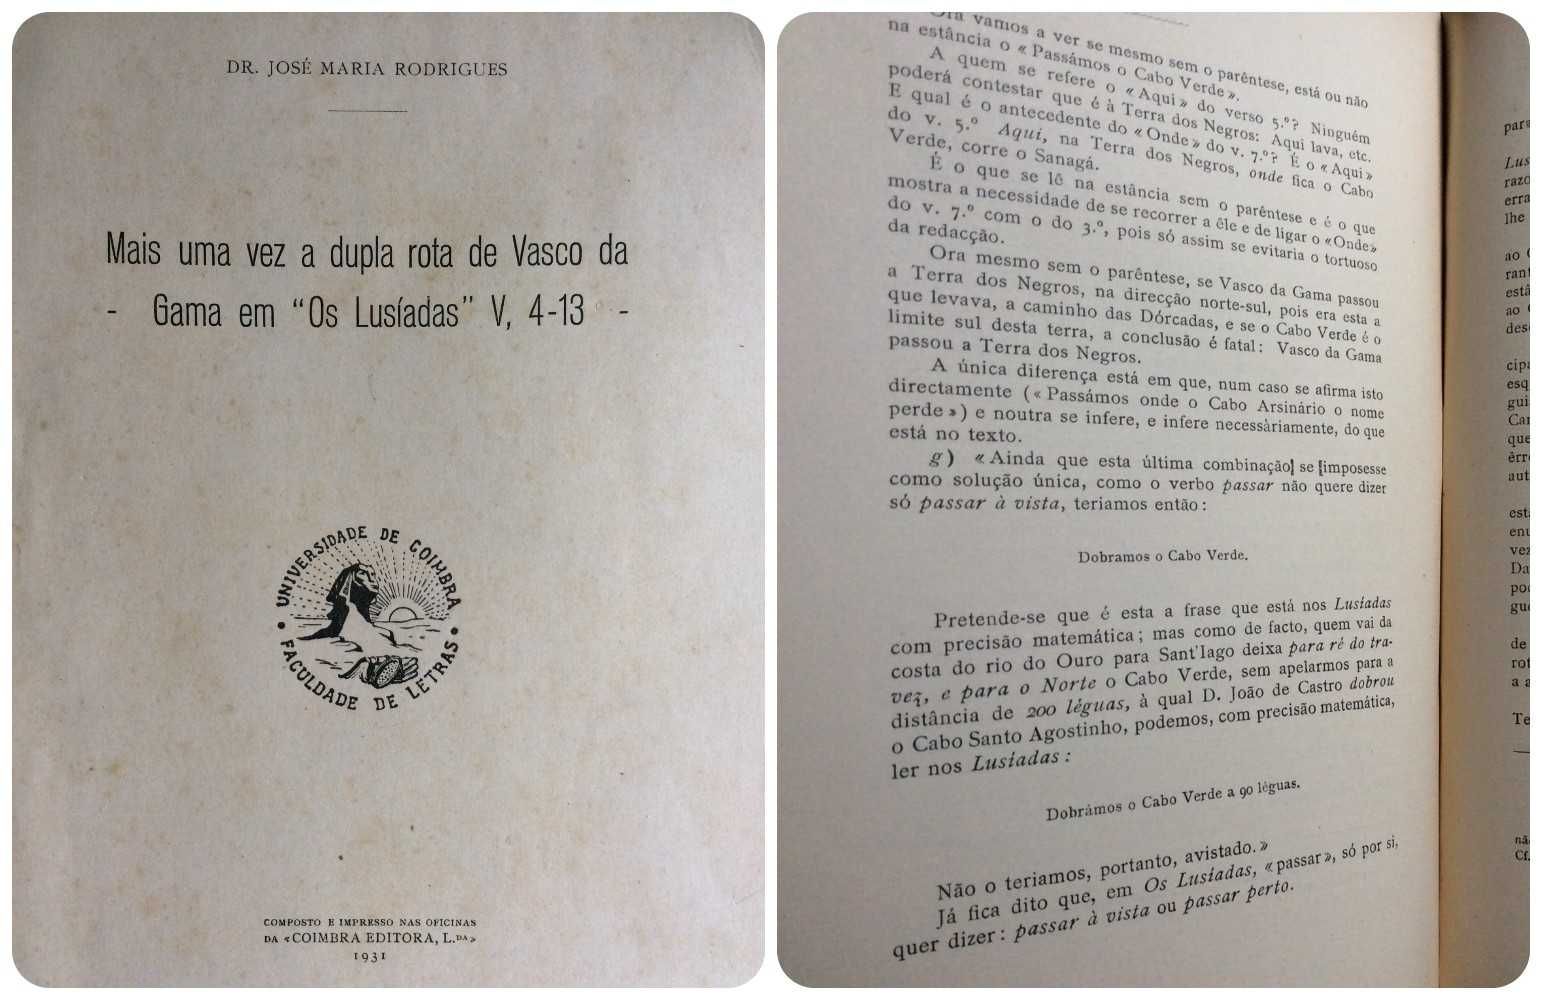 DR. JOSÉ MARIA RODRIGUES
Mais uma vez a dupla rota de Vasco da
- Gama em “Os Lusíadas” V, 4-13 -
UNIVERSIDADE DE COIMBRA
• FACULDADE DE LETRAS •
COMPOSTO E IMPRESSO NAS OFICINAS
DA «COIMBRA EDITORA, L.DA»
1931
Ora vamos a ver se mesmo sem o parêntese, está ou não
na estância o «Passámos o Cabo Verde».
A quem se refere o «Aqui» do verso 5.º? Ninguém
poderá contestar que é à Terra dos Negros: Aqui lava, etc.
E qual é o antecedente do «Onde» do v. 7.º? É o «Aqui»
do v. 5.º Aqui, na Terra dos Negros, onde fica o Cabo
Verde, corre o Sanagá.
É o que se lê na estância sem o parêntese e é o que
mostra a necessidade de se recorrer a êle e de ligar o «Onde»
do v. 7.º com o do 3.º, pois só assim se evitaria o tortuoso
da redacção.
Ora mesmo sem o parêntese, se Vasco da Gama passou
a Terra dos Negros, na direcção norte-sul, pois era esta a
que levava, a caminho das Dórcadas, e se o Cabo Verde é o
limite sul desta terra, a conclusão é fatal: Vasco da Gama
passou a Terra dos Negros.
A única diferença está em que, num caso se afirma isto
directamente («Passámos onde o Cabo Arsinário o nome
perde») e noutra se infere, e infere necessàriamente, do que
está no texto.
g) «Ainda que esta última combinação] se [imposesse
como solução única, como o verbo passar não quere dizer
só passar à vista, teriamos então:
Dobramos o Cabo Verde.
Pretende-se que é esta a frase que está nos Lusíadas
com precisão matemática; mas como de facto, quem vai da
costa do rio do Ouro para Sant'Iago deixa para ré do tra-
vez, e para o Norte o Cabo Verde, sem apelarmos para a
distância de 200 léguas, à qual D. João de Castro dobrou
o Cabo Santo Agostinho, podemos, com precisão matemática,
ler nos Lusíadas:
Dobrámos o Cabo Verde a 90 léguas.
Não o teriamos, portanto, avistado.»
Já fica dito que, em Os Lusíadas, «passar», só por si,
quer dizer: passar à vista ou passar perto.